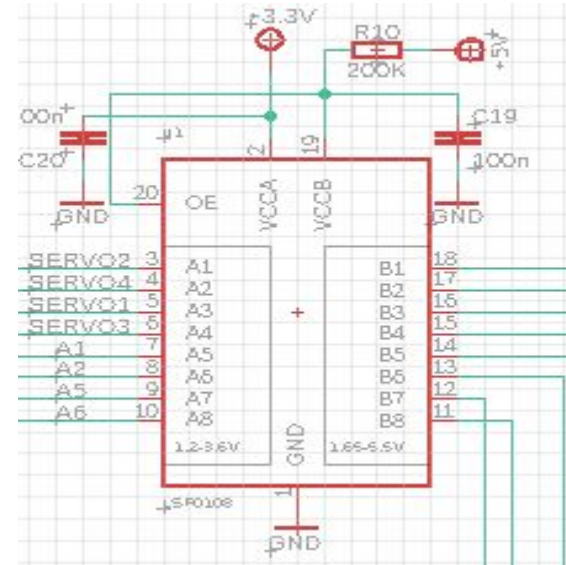 +3.3V
R10
+5V
200K
00n
C19
C20
100n
2
19
20
OE
VCCA
VCCB
GND
GND
SERVO2 3 A1 B1 18
SERVO4 4 A2 B2 17
SERVO1 5 A3 B3 16
SERVO3 6 A4 B4 15
A1 7 A5 B5 14
A2 8 A6 B6 13
A5 9 A7 B7 12
A6 10 A8 B8 11
1.2-3.6V
GND
1.65-5.5V
1
GND